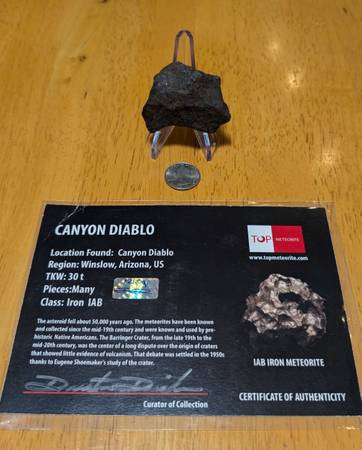 CANYON DIABLO
TOP METEORITE
www.topmeteorite.com
Location Found: Canyon Diablo
Region: Winslow, Arizona, US
TKW: 30 t
Pieces:Many
Class: Iron IAB
The asteroid fell about 50,000 years ago. The meteorites have been known
and collected since the mid-19th century and were known and used by pre-
historic Native Americans. The Barringer Crater, from the late 19th to the
mid-20th century, was the center of a long dispute over the origin of craters
that showed little evidence of volcanism. That debate was settled in the 1950s
thanks to Eugene Shoemaker's study of the crater.
IAB IRON METEORITE
Curator of Collection
CERTIFICATE OF AUTHENTICITY